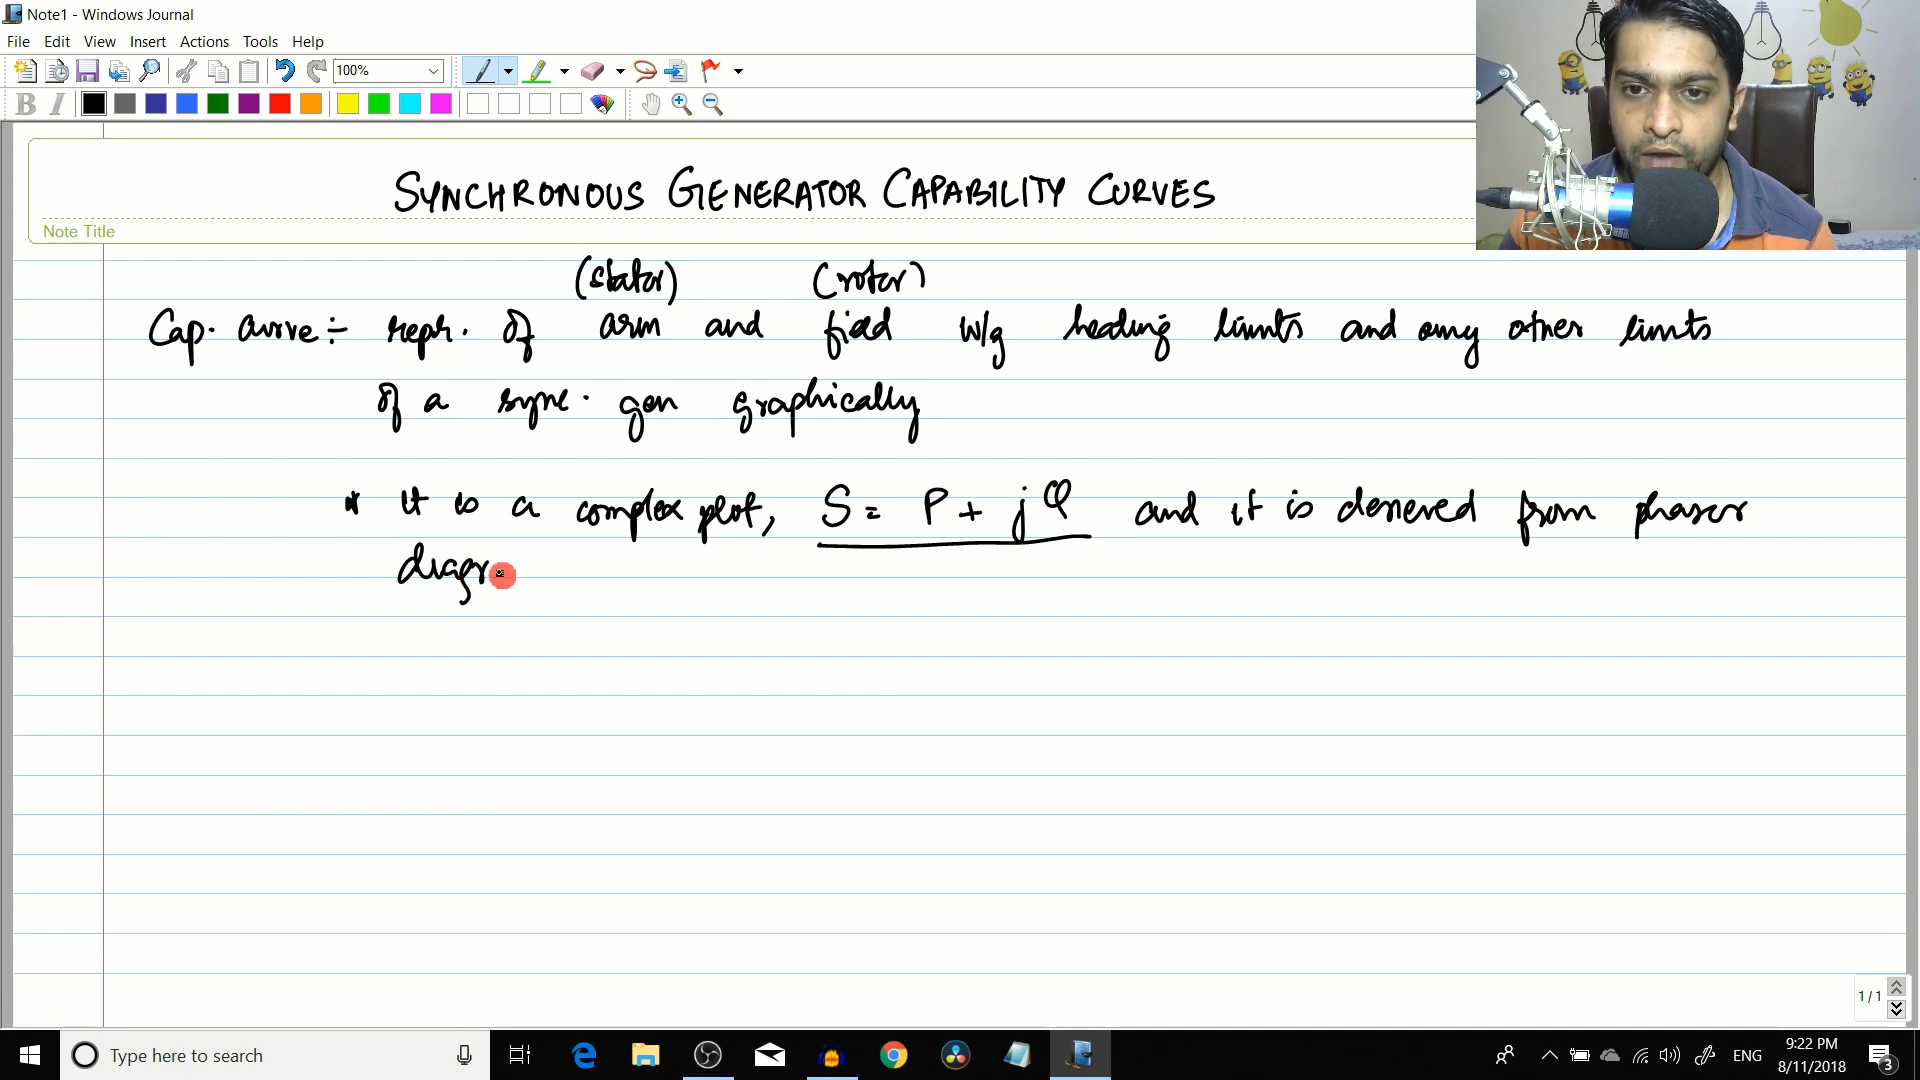 Note1 - Windows Journal
File Edit View Insert Actions Tools Help
100%
B I
SYNCHRONOUS GENERATOR CAPABILITY CURVES
Note Title
(stator) (rotor)
Cap. curve :- repr. of arm and field w/g heating limits and any other limits
of a sync. gen graphically
* It is a complex plot, S = P + jQ and it is derieved from phasor
diagr
1 / 1
Type here to search
ENG
9:22 PM
8/11/2018
3